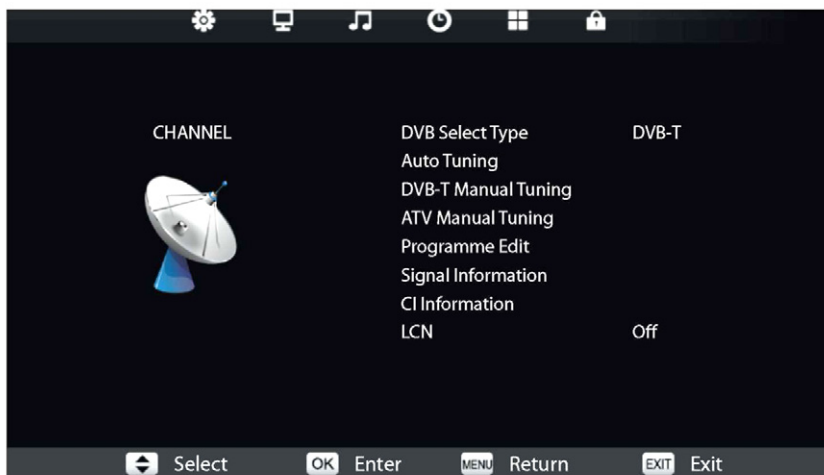 CHANNEL
DVB Select Type DVB-T
Auto Tuning
DVB-T Manual Tuning
ATV Manual Tuning
Programme Edit
Signal Information
CI Information
LCN Off
Select OK Enter MENU Return EXIT Exit